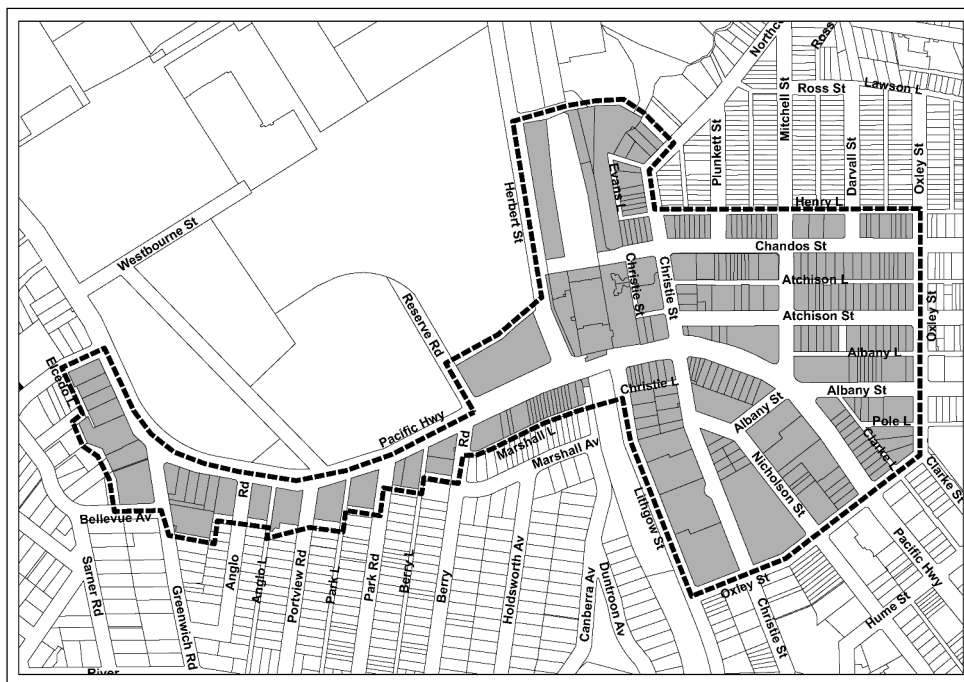 Northco
Ross
Ross St
Lawson L
Mitchell St
Plunkett St
Darvall St
Oxley St
Evans L
Herbert St
Henry L
Westbourne St
Chandos St
Christie St
Christie St
Atchison L
Reserve Rd
Atchison St
Oxley St
Albany L
Elcedo L
Christie L
Albany St
Albany St
Pacific Hwy
Pole L
Rd
Marshall L
Clarke L
Marshall Av
Rd
Nicholson St
Clarke St
Lithgow St
Bellevue Av
Pacific Hwy
Sarner Rd
Greenwich Rd
Anglo
Anglo L
Portview Rd
Park L
Park Rd
Berry L
Berry
Holdsworth Av
Canberra Av
Duntroon Av
Oxley St
Christie St
Hume St
River